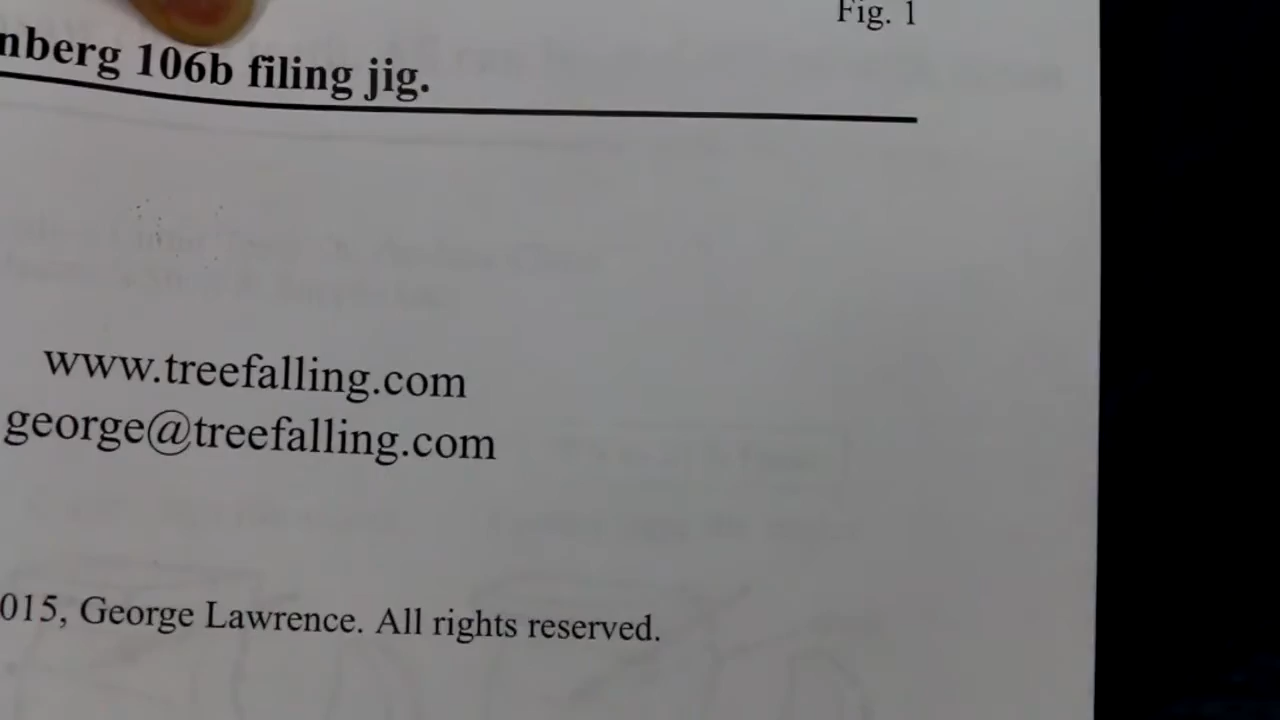 Fig. 1
nberg 106b filing jig.
www.treefalling.com
george@treefalling.com
015, George Lawrence. All rights reserved.